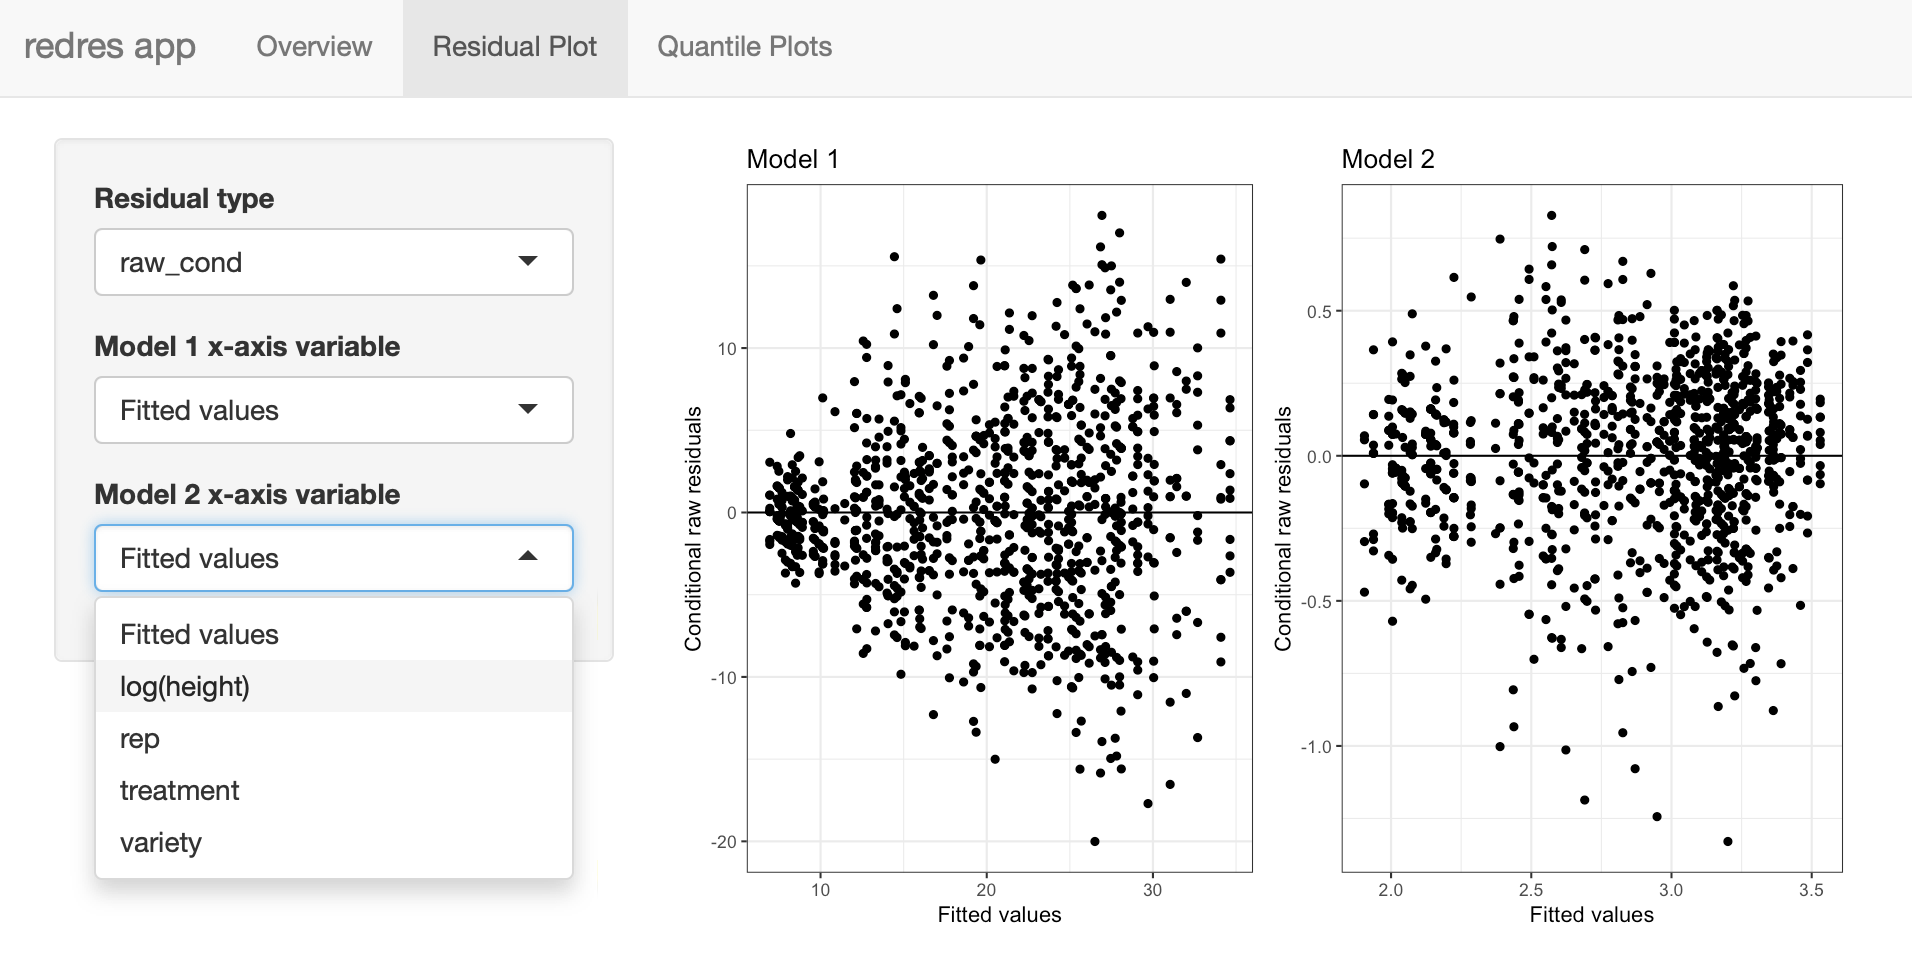 redres app Overview Residual Plot Quantile Plots
Residual type
raw_cond
Model 1 x-axis variable
Fitted values
Model 2 x-axis variable
Fitted values
Fitted values
log(height)
rep
treatment
variety
Model 1
Conditional raw residuals
10
0
-10
-20
10 20 30
Fitted values
Model 2
Conditional raw residuals
0.5
0.0
-0.5
-1.0
2.0 2.5 3.0 3.5
Fitted values